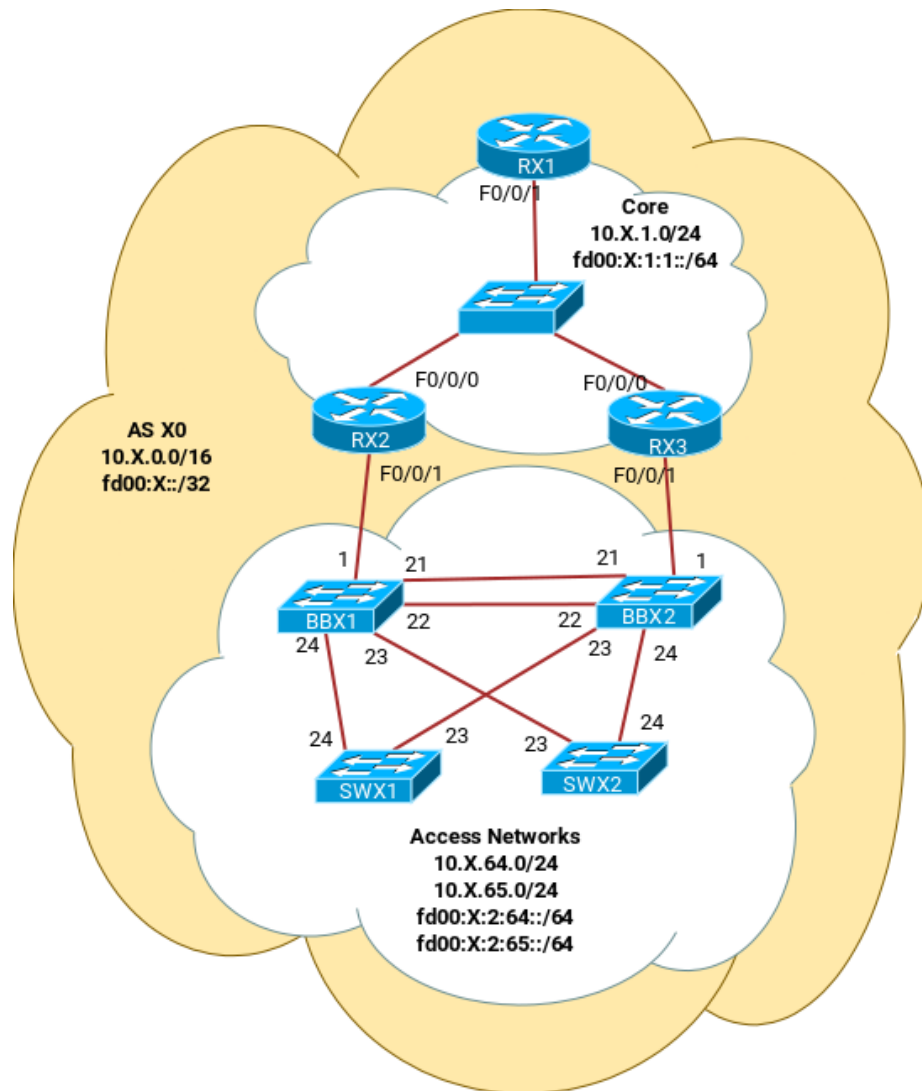 RX1
F0/0/1
Core
10.X.1.0/24
fd00:X:1:1::/64
F0/0/0
F0/0/0
RX2
RX3
AS X0
10.X.0.0/16
fd00:X::/32
F0/0/1
F0/0/1
1
21
21
1
BBX1
BBX2
22
22
24
23
23
24
24
23
23
24
SWX1
SWX2
Access Networks
10.X.64.0/24
10.X.65.0/24
fd00:X:2:64::/64
fd00:X:2:65::/64